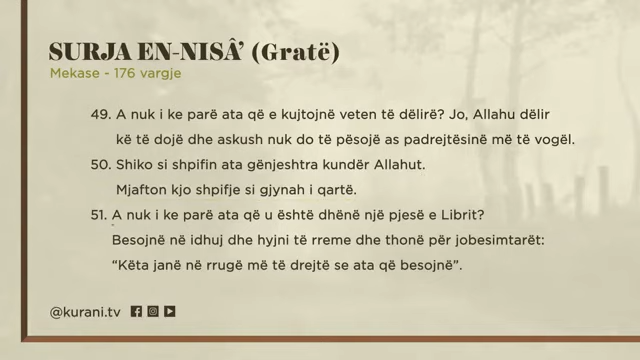 SURJA EN-NISÂ’ (Gratë)
Mekase - 176 vargje
49. A nuk i ke parë ata që e kujtojnë veten të dëlirë? Jo, Allahu dëlir
kë të dojë dhe askush nuk do të pësojë as padrejtësinë më të vogël.
50. Shiko si shpifin ata gënjeshtra kundër Allahut.
Mjafton kjo shpifje si gjynah i qartë.
51. A nuk i ke parë ata që u është dhënë një pjesë e Librit?
Besojnë në idhuj dhe hyjni të rreme dhe thonë për jobesimtarët:
“Këta janë në rrugë më të drejtë se ata që besojnë”.
@kurani.tv